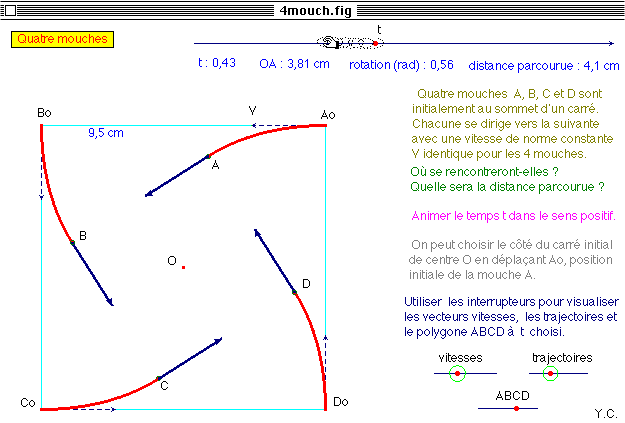 4mouch.fig
Quatre mouches
t
t : 0,43 OA : 3,81 cm rotation (rad) : 0,56 distance parcourue : 4,1 cm
Bo
V
Ao
9,5 cm
A
B
O
D
C
Co
Do
Quatre mouches A, B, C et D sont
initialement au sommet d'un carré.
Chacune se dirige vers la suivante
avec une vitesse de norme constante
V identique pour les 4 mouches.
Où se rencontreront-elles ?
Quelle sera la distance parcourue ?
Animer le temps t dans le sens positif.
On peut choisir le côté du carré initial
de centre O en déplaçant Ao, position
initiale de la mouche A.
Utiliser les interrupteurs pour visualiser
les vecteurs vitesses, les trajectoires et
le polygone ABCD à t choisi.
vitesses trajectoires
ABCD
Y.C.